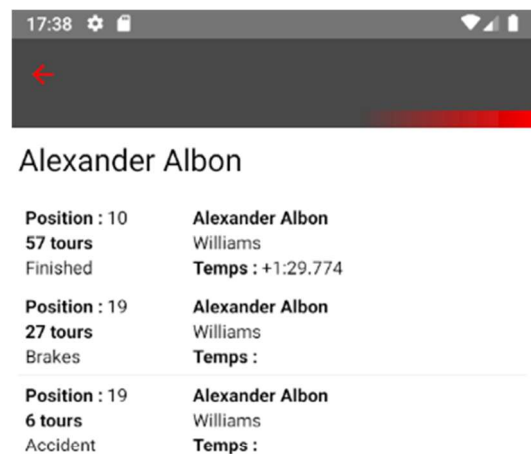 17:38
Alexander Albon
Position : 10 Alexander Albon
57 tours Williams
Finished Temps : +1:29.774
Position : 19 Alexander Albon
27 tours Williams
Brakes Temps :
Position : 19 Alexander Albon
6 tours Williams
Accident Temps :